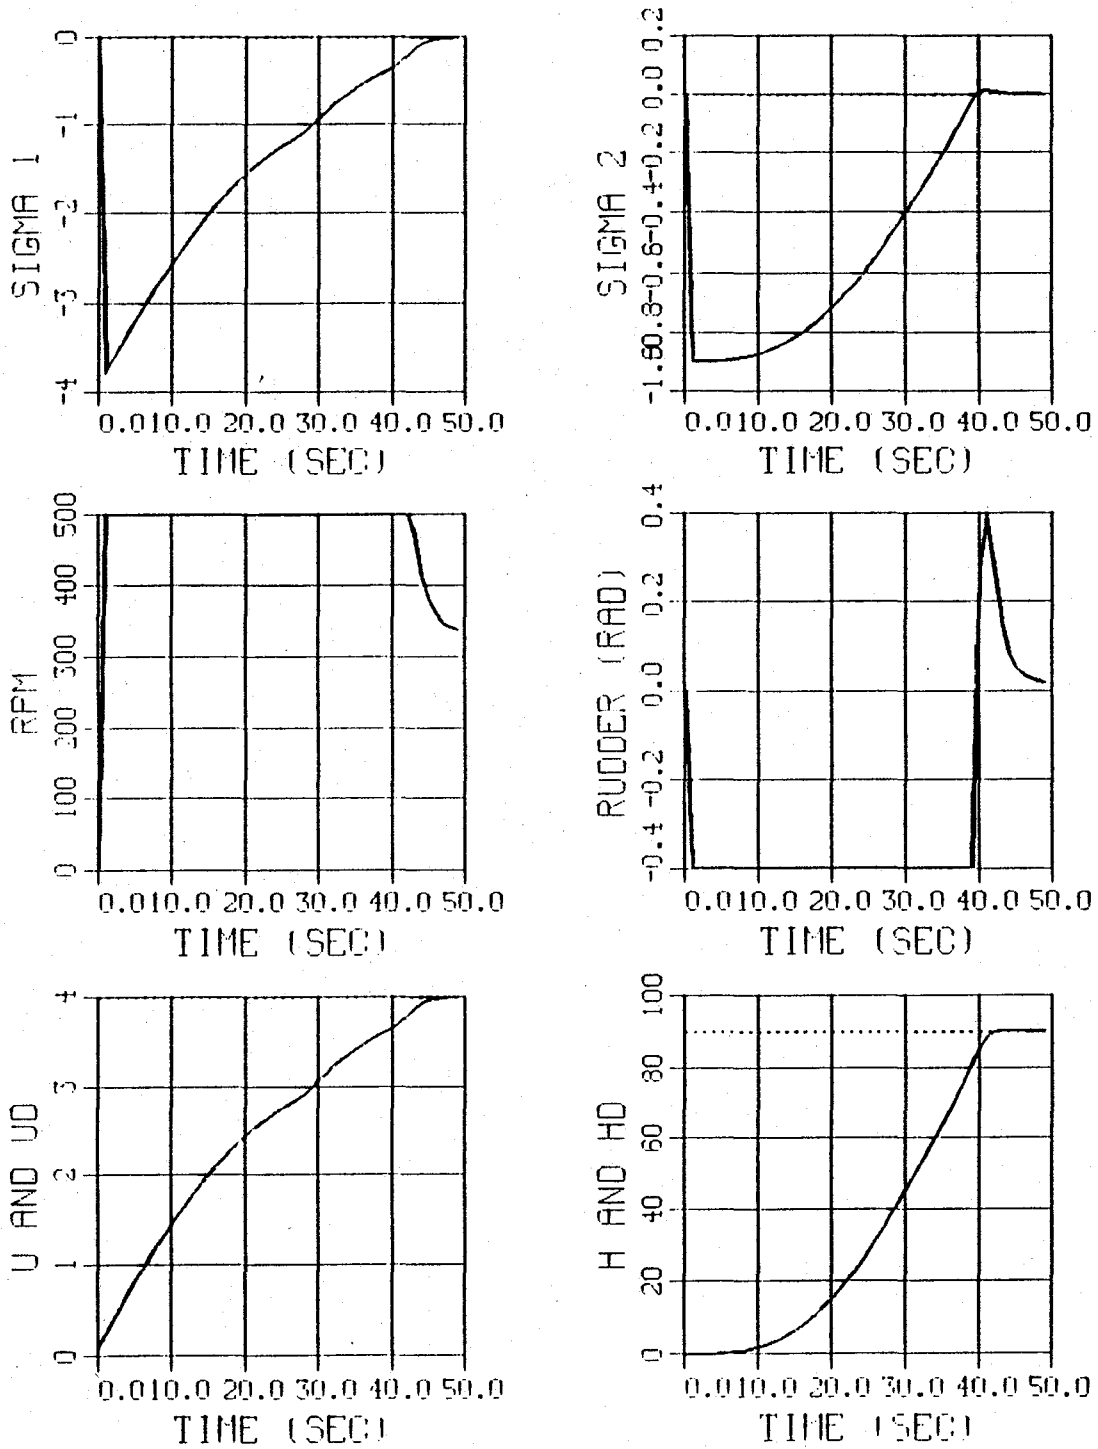 SIGMA 1
0
-1
-2
-3
-4
0.0 10.0 20.0 30.0 40.0 50.0
TIME (SEC)
SIGMA 2
0.2
0.0
-0.2
-0.4
-0.6
-0.8
-1.0
0.0 10.0 20.0 30.0 40.0 50.0
TIME (SEC)
RPM
500
400
300
200
100
0
0.0 10.0 20.0 30.0 40.0 50.0
TIME (SEC)
RUDDER (RAD)
0.4
0.2
0.0
-0.2
-0.4
0.0 10.0 20.0 30.0 40.0 50.0
TIME (SEC)
U AND UD
4
3
2
1
0
0.0 10.0 20.0 30.0 40.0 50.0
TIME (SEC)
H AND HD
100
80
60
40
20
0
0.0 10.0 20.0 30.0 40.0 50.0
TIME (SEC)